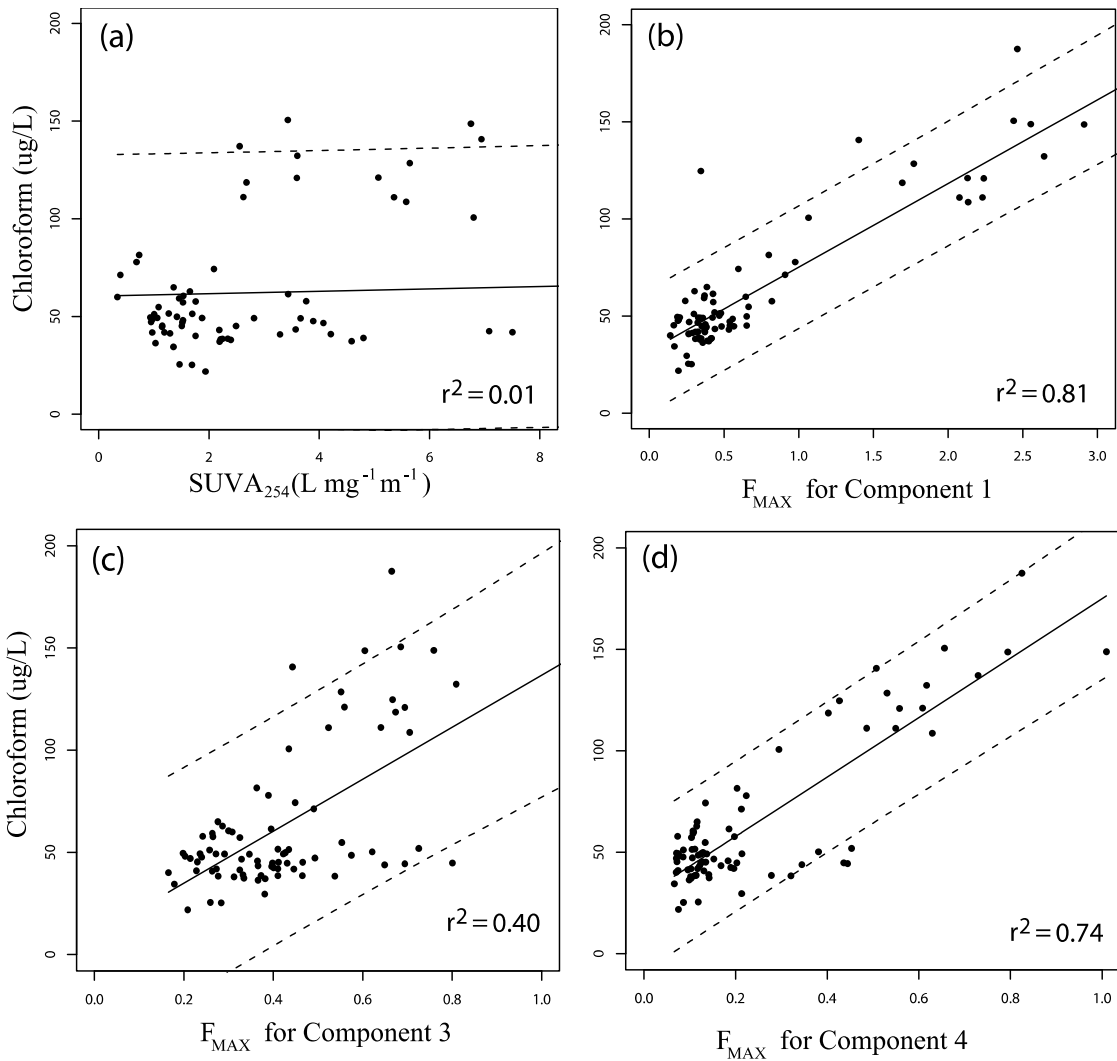 (a)
Chloroform (ug/L)
200
150
100
50
0
r² = 0.01
0 2 4 6 8
SUVA₂₅₄(L mg⁻¹ m⁻¹)
(b)
200
150
100
50
0
r² = 0.81
0.0 0.5 1.0 1.5 2.0 2.5 3.0
F_MAX for Component 1
(c)
Chloroform (ug/L)
200
150
100
50
0
r² = 0.40
0.0 0.2 0.4 0.6 0.8 1.0
F_MAX for Component 3
(d)
200
150
100
50
0
r² = 0.74
0.0 0.2 0.4 0.6 0.8 1.0
F_MAX for Component 4